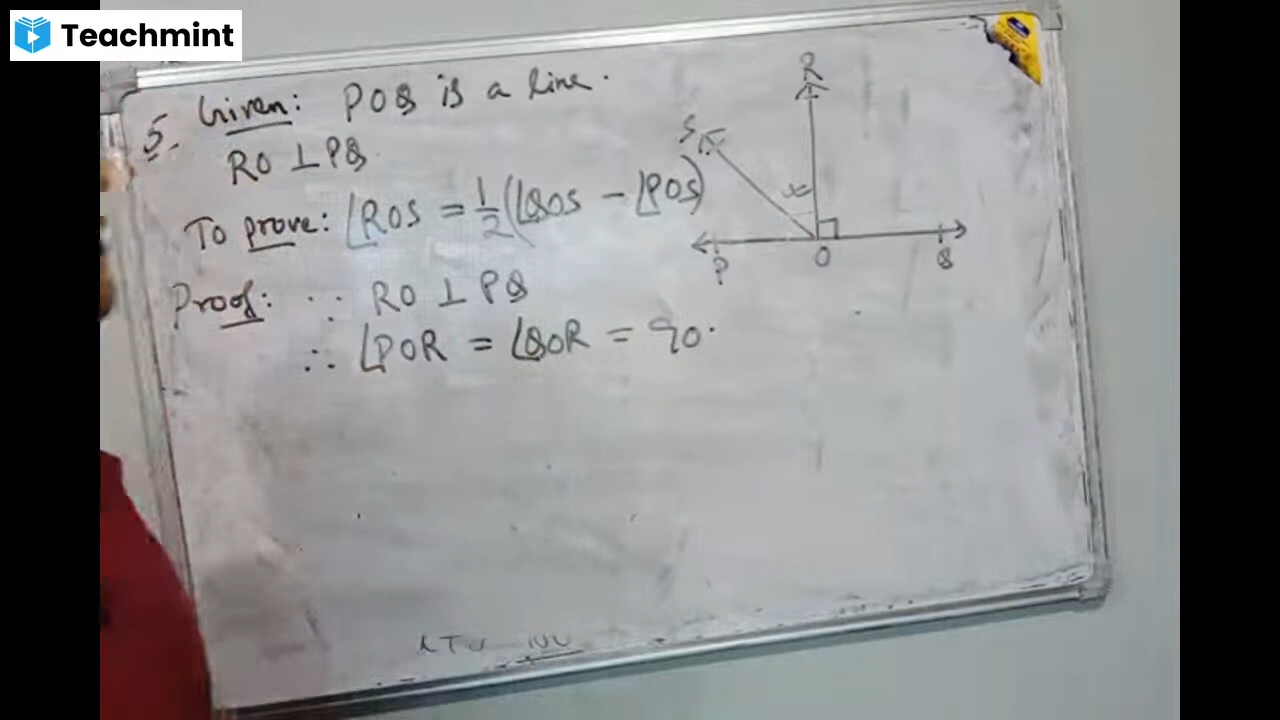 Teachmint
5. Given: POQ is a line.
RO ⊥ PQ.
To prove: ∠ROS = 1/2 (∠QOS - ∠POS)
Proof: ∵ RO ⊥ PQ
∴ ∠POR = ∠QOR = 90°
R
S
x
P
O
Q